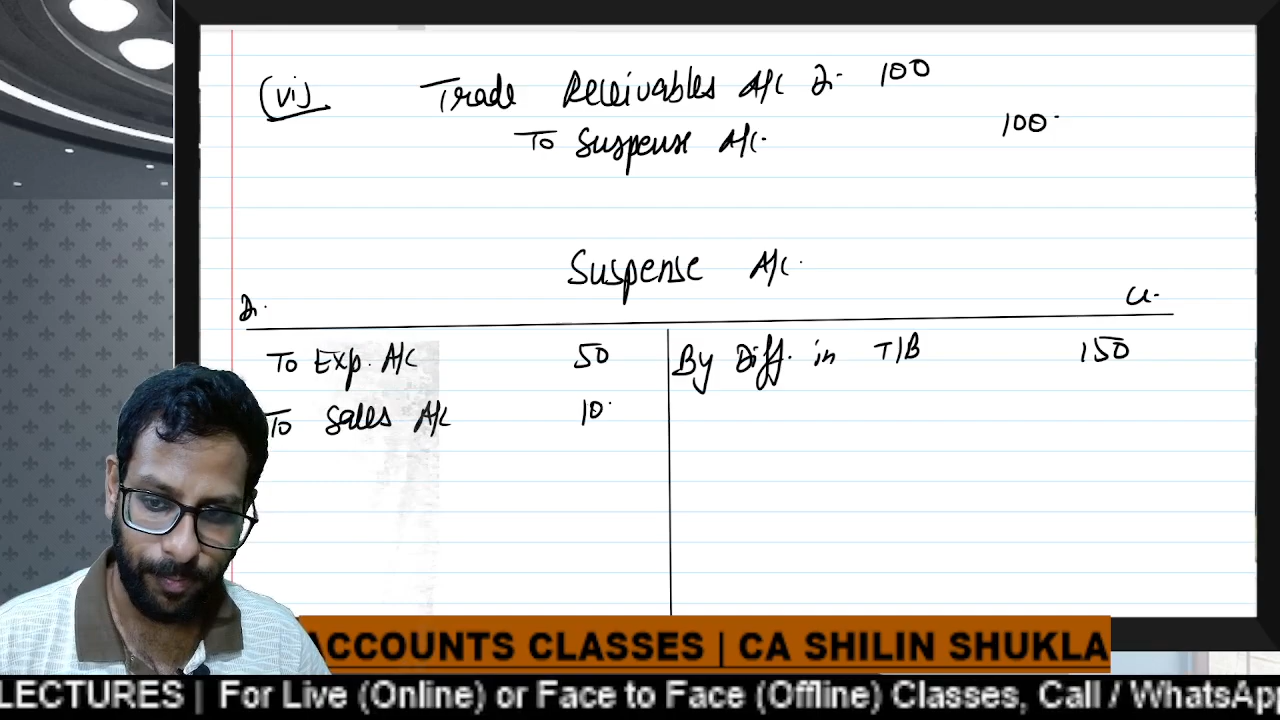 (vi) Trade Receivables A/c Dr. 100
To Suspense A/c. 100.
Suspense A/c.
Dr. Cr.
To Exp. A/c 50 By Diff. in T/B 150
To Sales A/c 10.
ACCOUNTS CLASSES | CA SHILIN SHUKLA
LECTURES | For Live (Online) or Face to Face (Offline) Classes, Call / WhatsApp